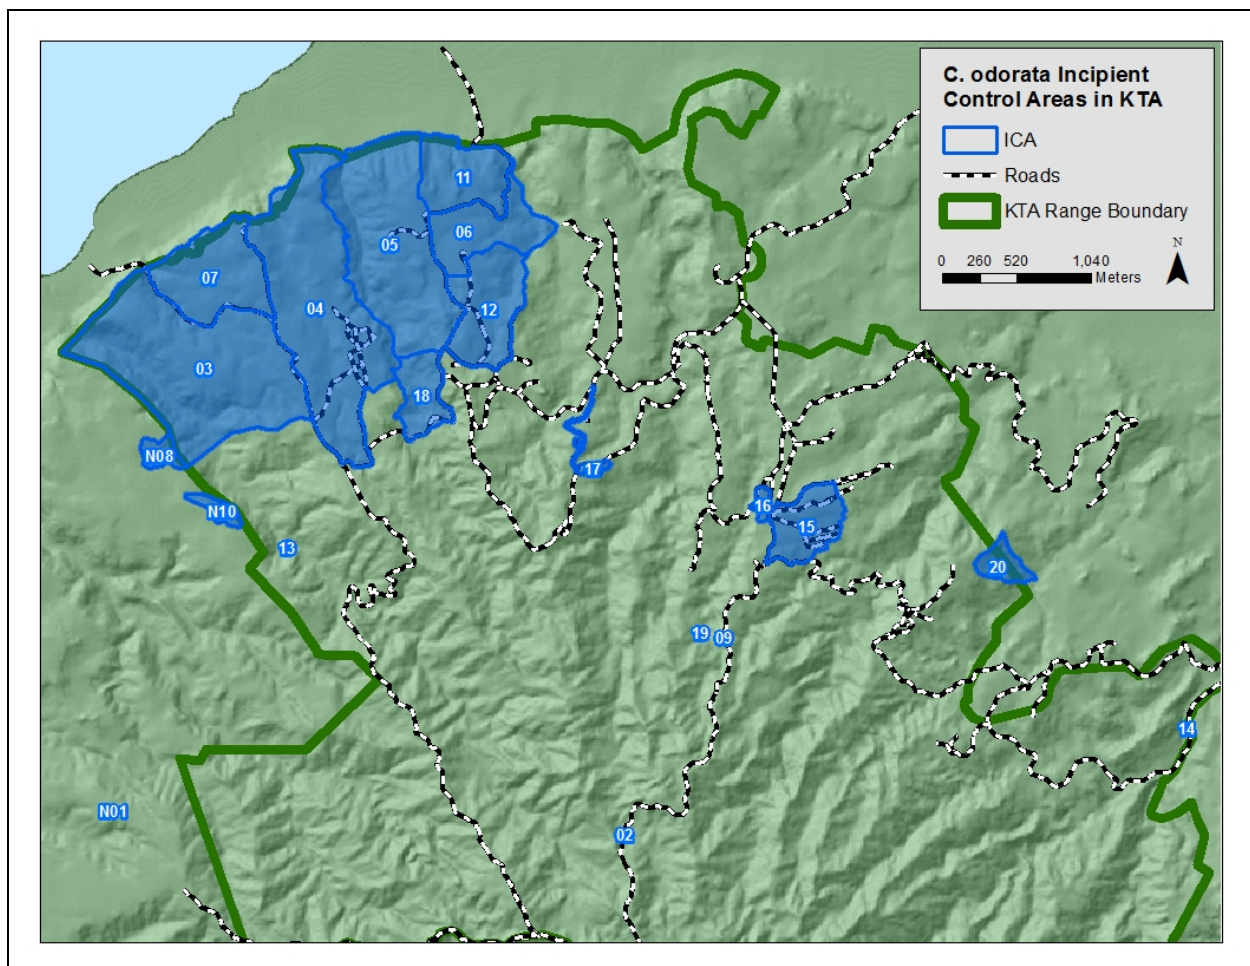 C. odorata Incipient
Control Areas in KTA
ICA
Roads
KTA Range Boundary
N
0 260 520 1,040
Meters
11
06
05
07
04
12
03
18
N08
17
16
N10
15
13
20
19 09
14
N01
02